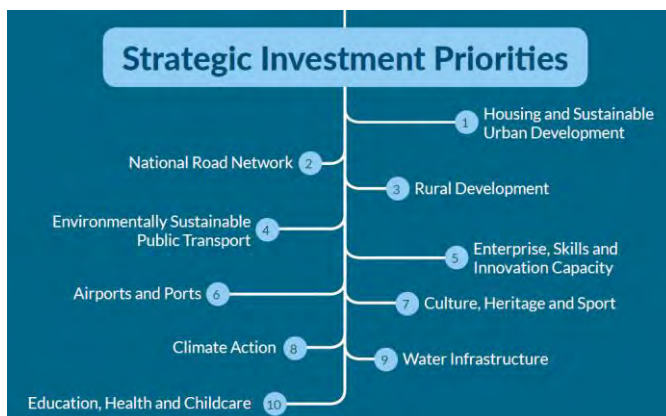 Strategic Investment Priorities
1 Housing and Sustainable
Urban Development
National Road Network 2
3 Rural Development
Environmentally Sustainable
Public Transport 4
5 Enterprise, Skills and
Innovation Capacity
Airports and Ports 6
7 Culture, Heritage and Sport
Climate Action 8
9 Water Infrastructure
Education, Health and Childcare 10